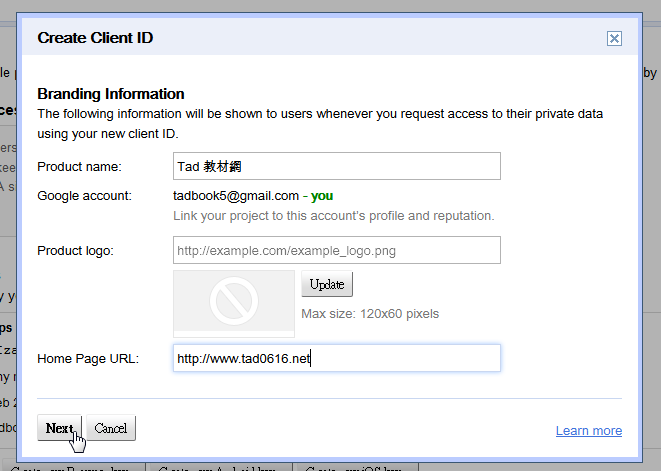 Create Client ID
Branding Information
The following information will be shown to users whenever you request access to their private data
using your new client ID.
Product name: Tad 教材網
Google account: tadbook5@gmail.com - you
Link your project to this account's profile and reputation.
Product logo: http://example.com/example_logo.png
Update
Max size: 120x60 pixels
Home Page URL: http://www.tad0616.net
Next Cancel Learn more